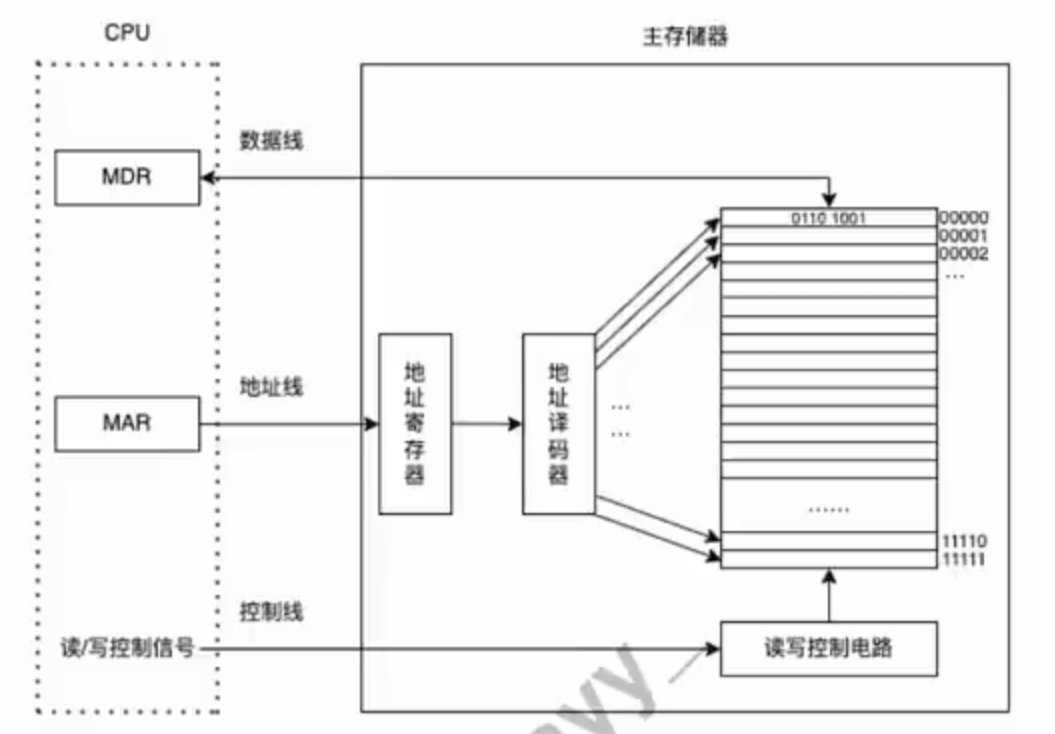 CPU
主存储器
数据线
MDR
0110 1001
00000
00001
00002
...
地址线
MAR
地址寄存器
地址译码器
...
...
......
11110
11111
控制线
读/写控制信号
读写控制电路